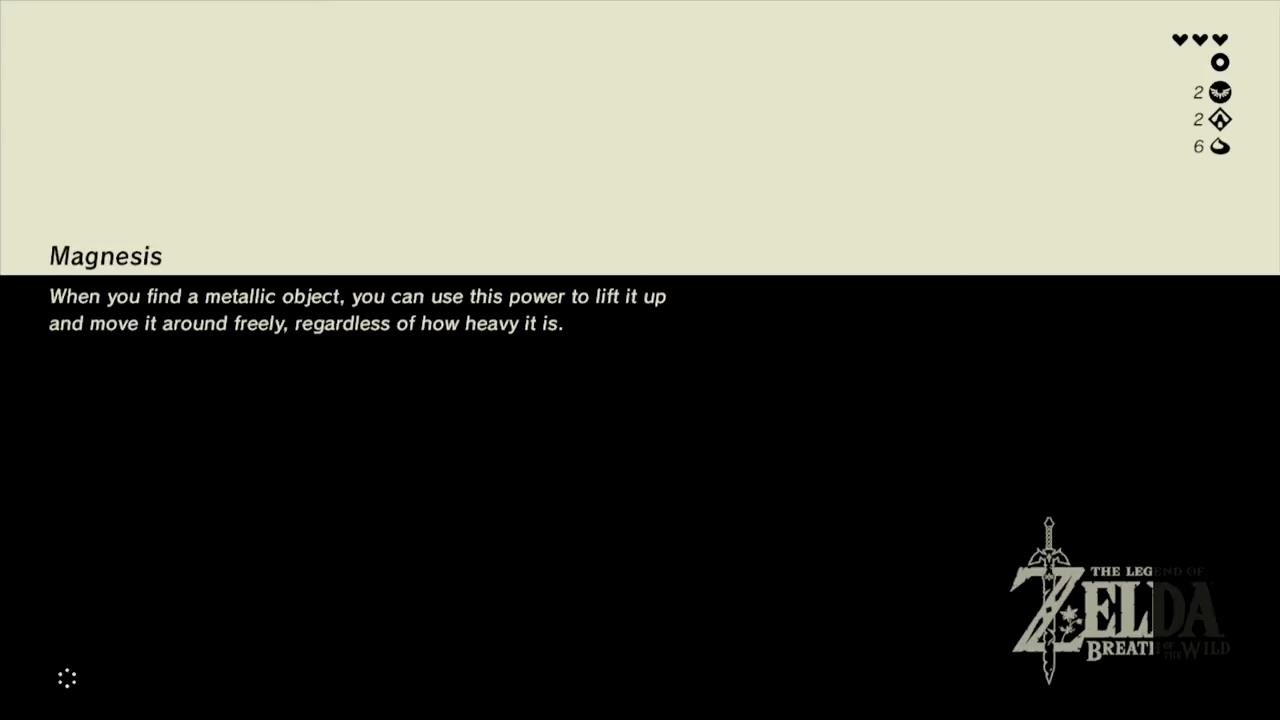 2
2
6
Magnesis
When you find a metallic object, you can use this power to lift it up
and move it around freely, regardless of how heavy it is.
THE LEGEND OF
ZELDA
BREATH OF THE WILD